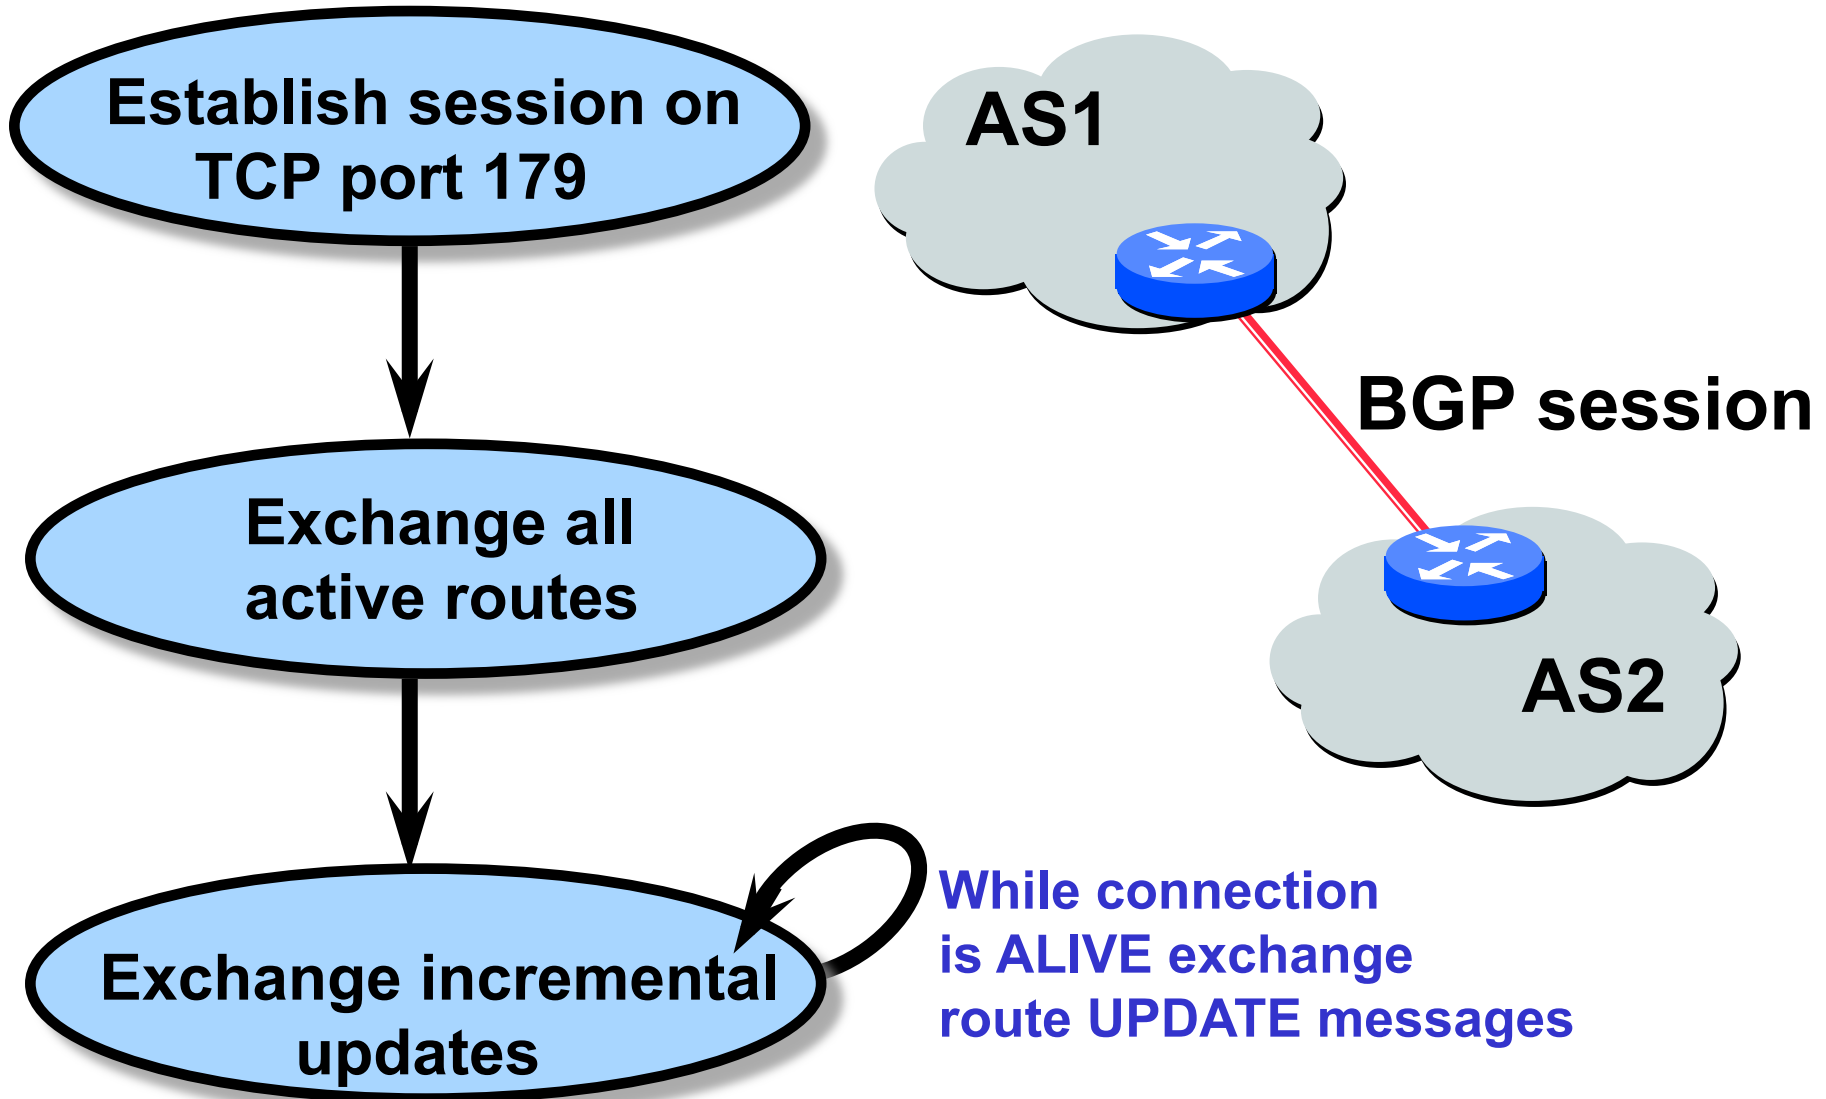 Establish session on
TCP port 179
Exchange all
active routes
Exchange incremental
updates
AS1
BGP session
AS2
While connection
is ALIVE exchange
route UPDATE messages